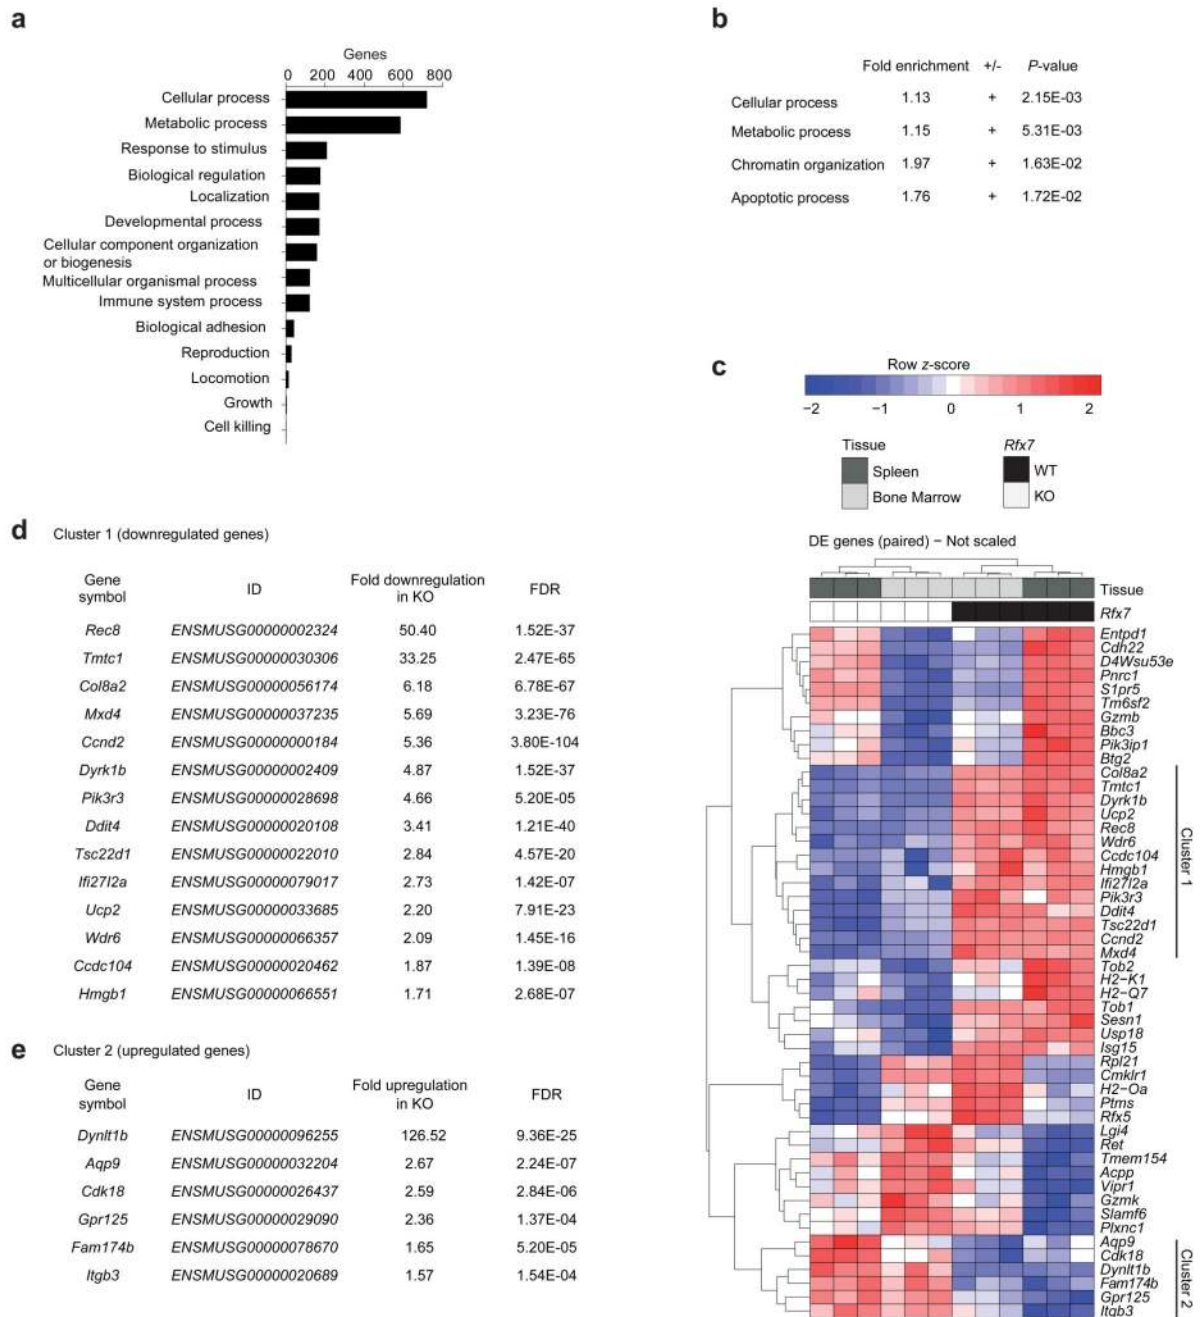 a
Genes
0 200 400 600 800
Cellular process
Metabolic process
Response to stimulus
Biological regulation
Localization
Developmental process
Cellular component organization
or biogenesis
Multicellular organismal process
Immune system process
Biological adhesion
Reproduction
Locomotion
Growth
Cell killing
b
Fold enrichment +/- P-value
Cellular process 1.13 + 2.15E-03
Metabolic process 1.15 + 5.31E-03
Chromatin organization 1.97 + 1.63E-02
Apoptotic process 1.76 + 1.72E-02
c
Row z-score
−2 −1 0 1 2
Tissue
Spleen
Bone Marrow
Rfx7
WT
KO
DE genes (paired) − Not scaled
Tissue
Rfx7
Entpd1
Cdh22
D4Wsu53e
Pnrc1
S1pr5
Tm6sf2
Gzmb
Bbc3
Pik3ip1
Btg2
Col8a2
Tmtc1
Dyrk1b
Ucp2
Rec8
Wdr6
Ccdc104
Hmgb1
Ifi27l2a
Pik3r3
Ddit4
Tsc22d1
Ccnd2
Mxd4
Tob2
H2−K1
H2−Q7
Tob1
Sesn1
Usp18
Isg15
Rpl21
Cmklr1
H2−Oa
Ptms
Rfx5
Lgi4
Ret
Tmem154
Acpp
Vipr1
Gzmk
Slamf6
Plxnc1
Aqp9
Cdk18
Dynlt1b
Fam174b
Gpr125
Itgb3
Cluster 1
Cluster 2
d Cluster 1 (downregulated genes)
Gene
symbol
ID
Fold downregulation
in KO
FDR
Rec8 ENSMUSG00000002324 50.40 1.52E-37
Tmtc1 ENSMUSG00000030306 33.25 2.47E-65
Col8a2 ENSMUSG00000056174 6.18 6.78E-67
Mxd4 ENSMUSG00000037235 5.69 3.23E-76
Ccnd2 ENSMUSG00000000184 5.36 3.80E-104
Dyrk1b ENSMUSG00000002409 4.87 1.52E-37
Pik3r3 ENSMUSG00000028698 4.66 5.20E-05
Ddit4 ENSMUSG00000020108 3.41 1.21E-40
Tsc22d1 ENSMUSG00000022010 2.84 4.57E-20
Ifi27l2a ENSMUSG00000079017 2.73 1.42E-07
Ucp2 ENSMUSG00000033685 2.20 7.91E-23
Wdr6 ENSMUSG00000066357 2.09 1.45E-16
Ccdc104 ENSMUSG00000020462 1.87 1.39E-08
Hmgb1 ENSMUSG00000066551 1.71 2.68E-07
e Cluster 2 (upregulated genes)
Gene
symbol
ID
Fold upregulation
in KO
FDR
Dynlt1b ENSMUSG00000096255 126.52 9.36E-25
Aqp9 ENSMUSG00000032204 2.67 2.24E-07
Cdk18 ENSMUSG00000026437 2.59 2.84E-06
Gpr125 ENSMUSG00000029090 2.36 1.37E-04
Fam174b ENSMUSG00000078670 1.65 5.20E-05
Itgb3 ENSMUSG00000020689 1.57 1.54E-04